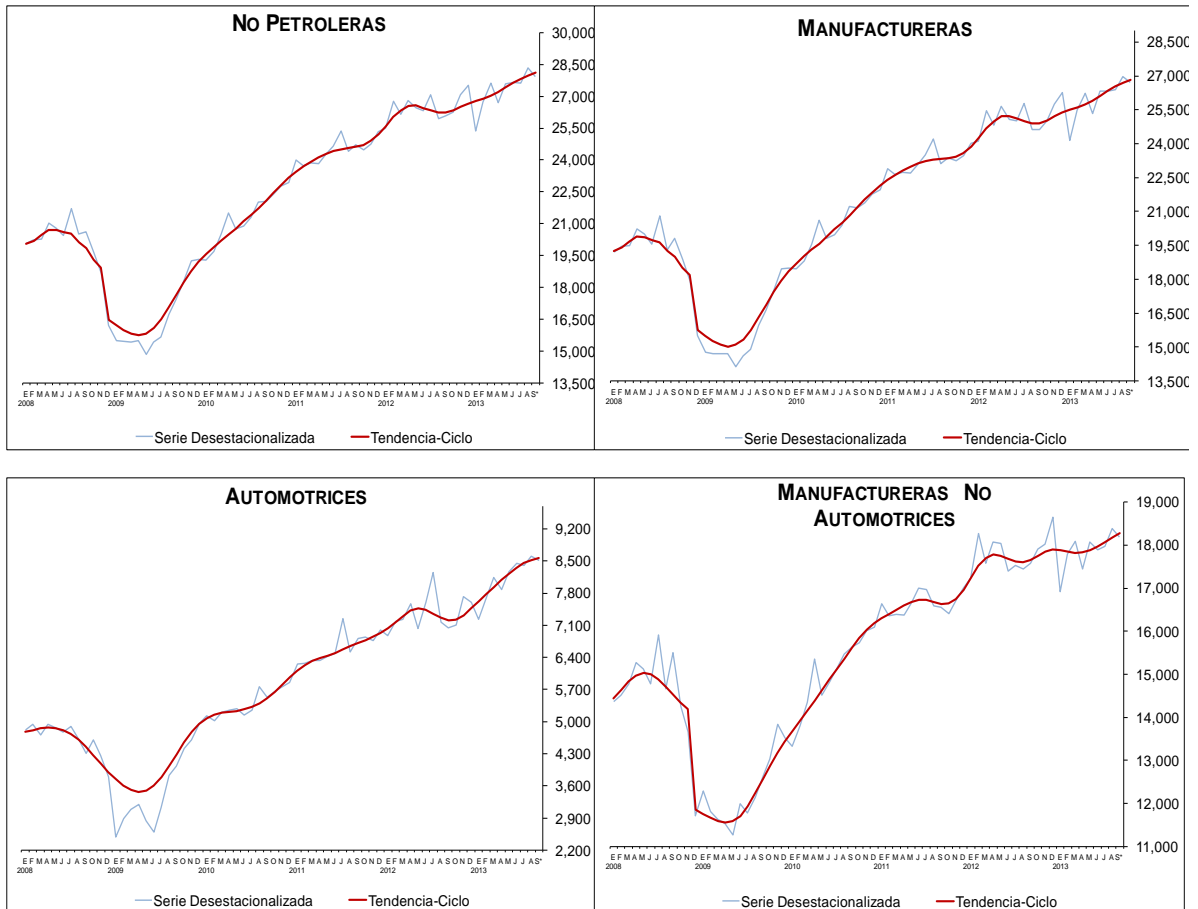 NO PETROLERAS
30,000
28,500
27,000
25,500
24,000
22,500
21,000
19,500
18,000
16,500
15,000
13,500
E F M A M J J A S O N D E F M A M J J A S O N D E F M A M J J A S O N D E F M A M J J A S O N D E F M A M J J A S O N D E F M A M J J A S*
2008 2009 2010 2011 2012 2013
Serie Desestacionalizada Tendencia-Ciclo
MANUFACTURERAS
28,500
27,000
25,500
24,000
22,500
21,000
19,500
18,000
16,500
15,000
13,500
E F M A M J J A S O N D E F M A M J J A S O N D E F M A M J J A S O N D E F M A M J J A S O N D E F M A M J J A S O N D E F M A M J J A S*
2008 2009 2010 2011 2012 2013
Serie Desestacionalizada Tendencia-Ciclo
AUTOMOTRICES
9,200
8,500
7,800
7,100
6,400
5,700
5,000
4,300
3,600
2,900
2,200
E F M A M J J A S O N D E F M A M J J A S O N D E F M A M J J A S O N D E F M A M J J A S O N D E F M A M J J A S O N D E F M A M J J A S*
2008 2009 2010 2011 2012 2013
Serie Desestacionalizada Tendencia-Ciclo
MANUFACTURERAS NO
AUTOMOTRICES
19,000
18,000
17,000
16,000
15,000
14,000
13,000
12,000
11,000
E F M A M J J A S O N D E F M A M J J A S O N D E F M A M J J A S O N D E F M A M J J A S O N D E F M A M J J A S O N D E F M A M J J A S*
2008 2009 2010 2011 2012 2013
Serie Desestacionalizada Tendencia-Ciclo